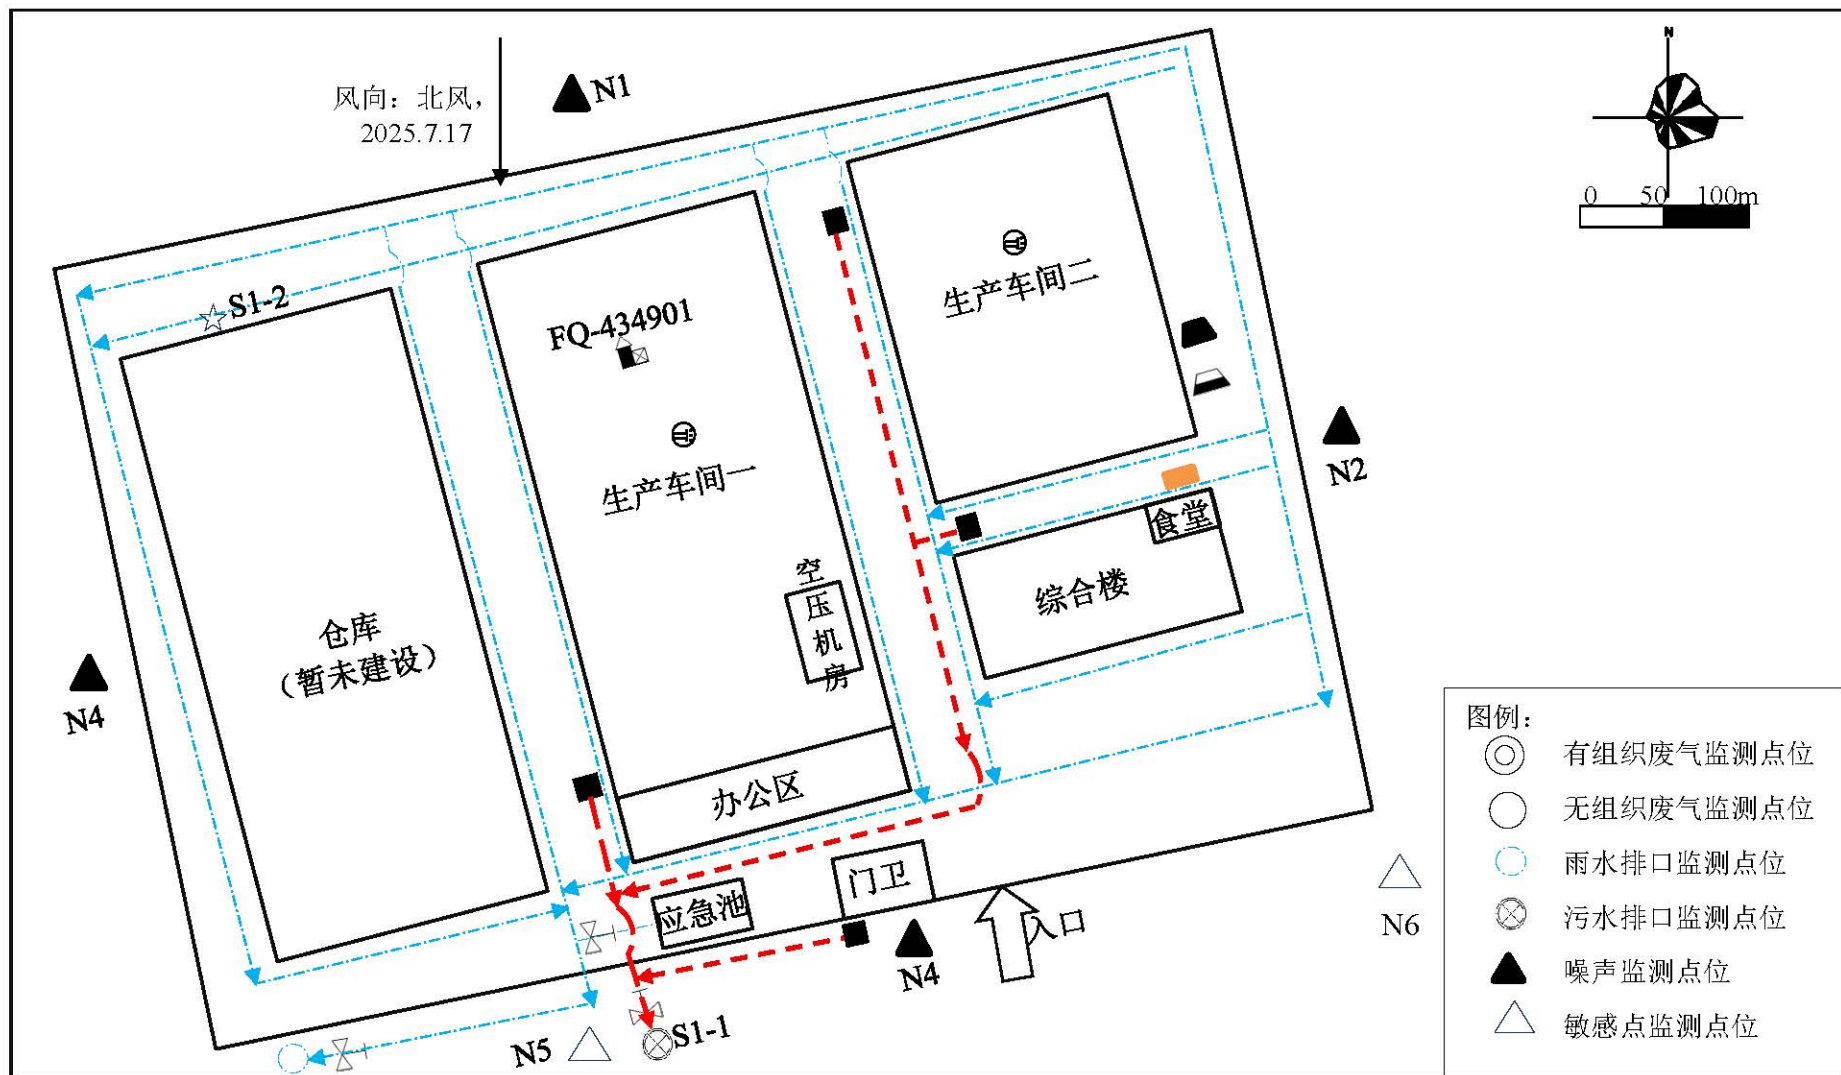 N
风向：北风，
2025.7.17
N1
0 50 100m
S1-2
FQ-434901
生产车间二
生产车间一
N2
食堂
空
压
机
房
综合楼
仓库
（暂未建设）
N4
办公区
门卫
应急池
入口
N4
N6
N5
S1-1
图例：
有组织废气监测点位
无组织废气监测点位
雨水排口监测点位
污水排口监测点位
噪声监测点位
敏感点监测点位